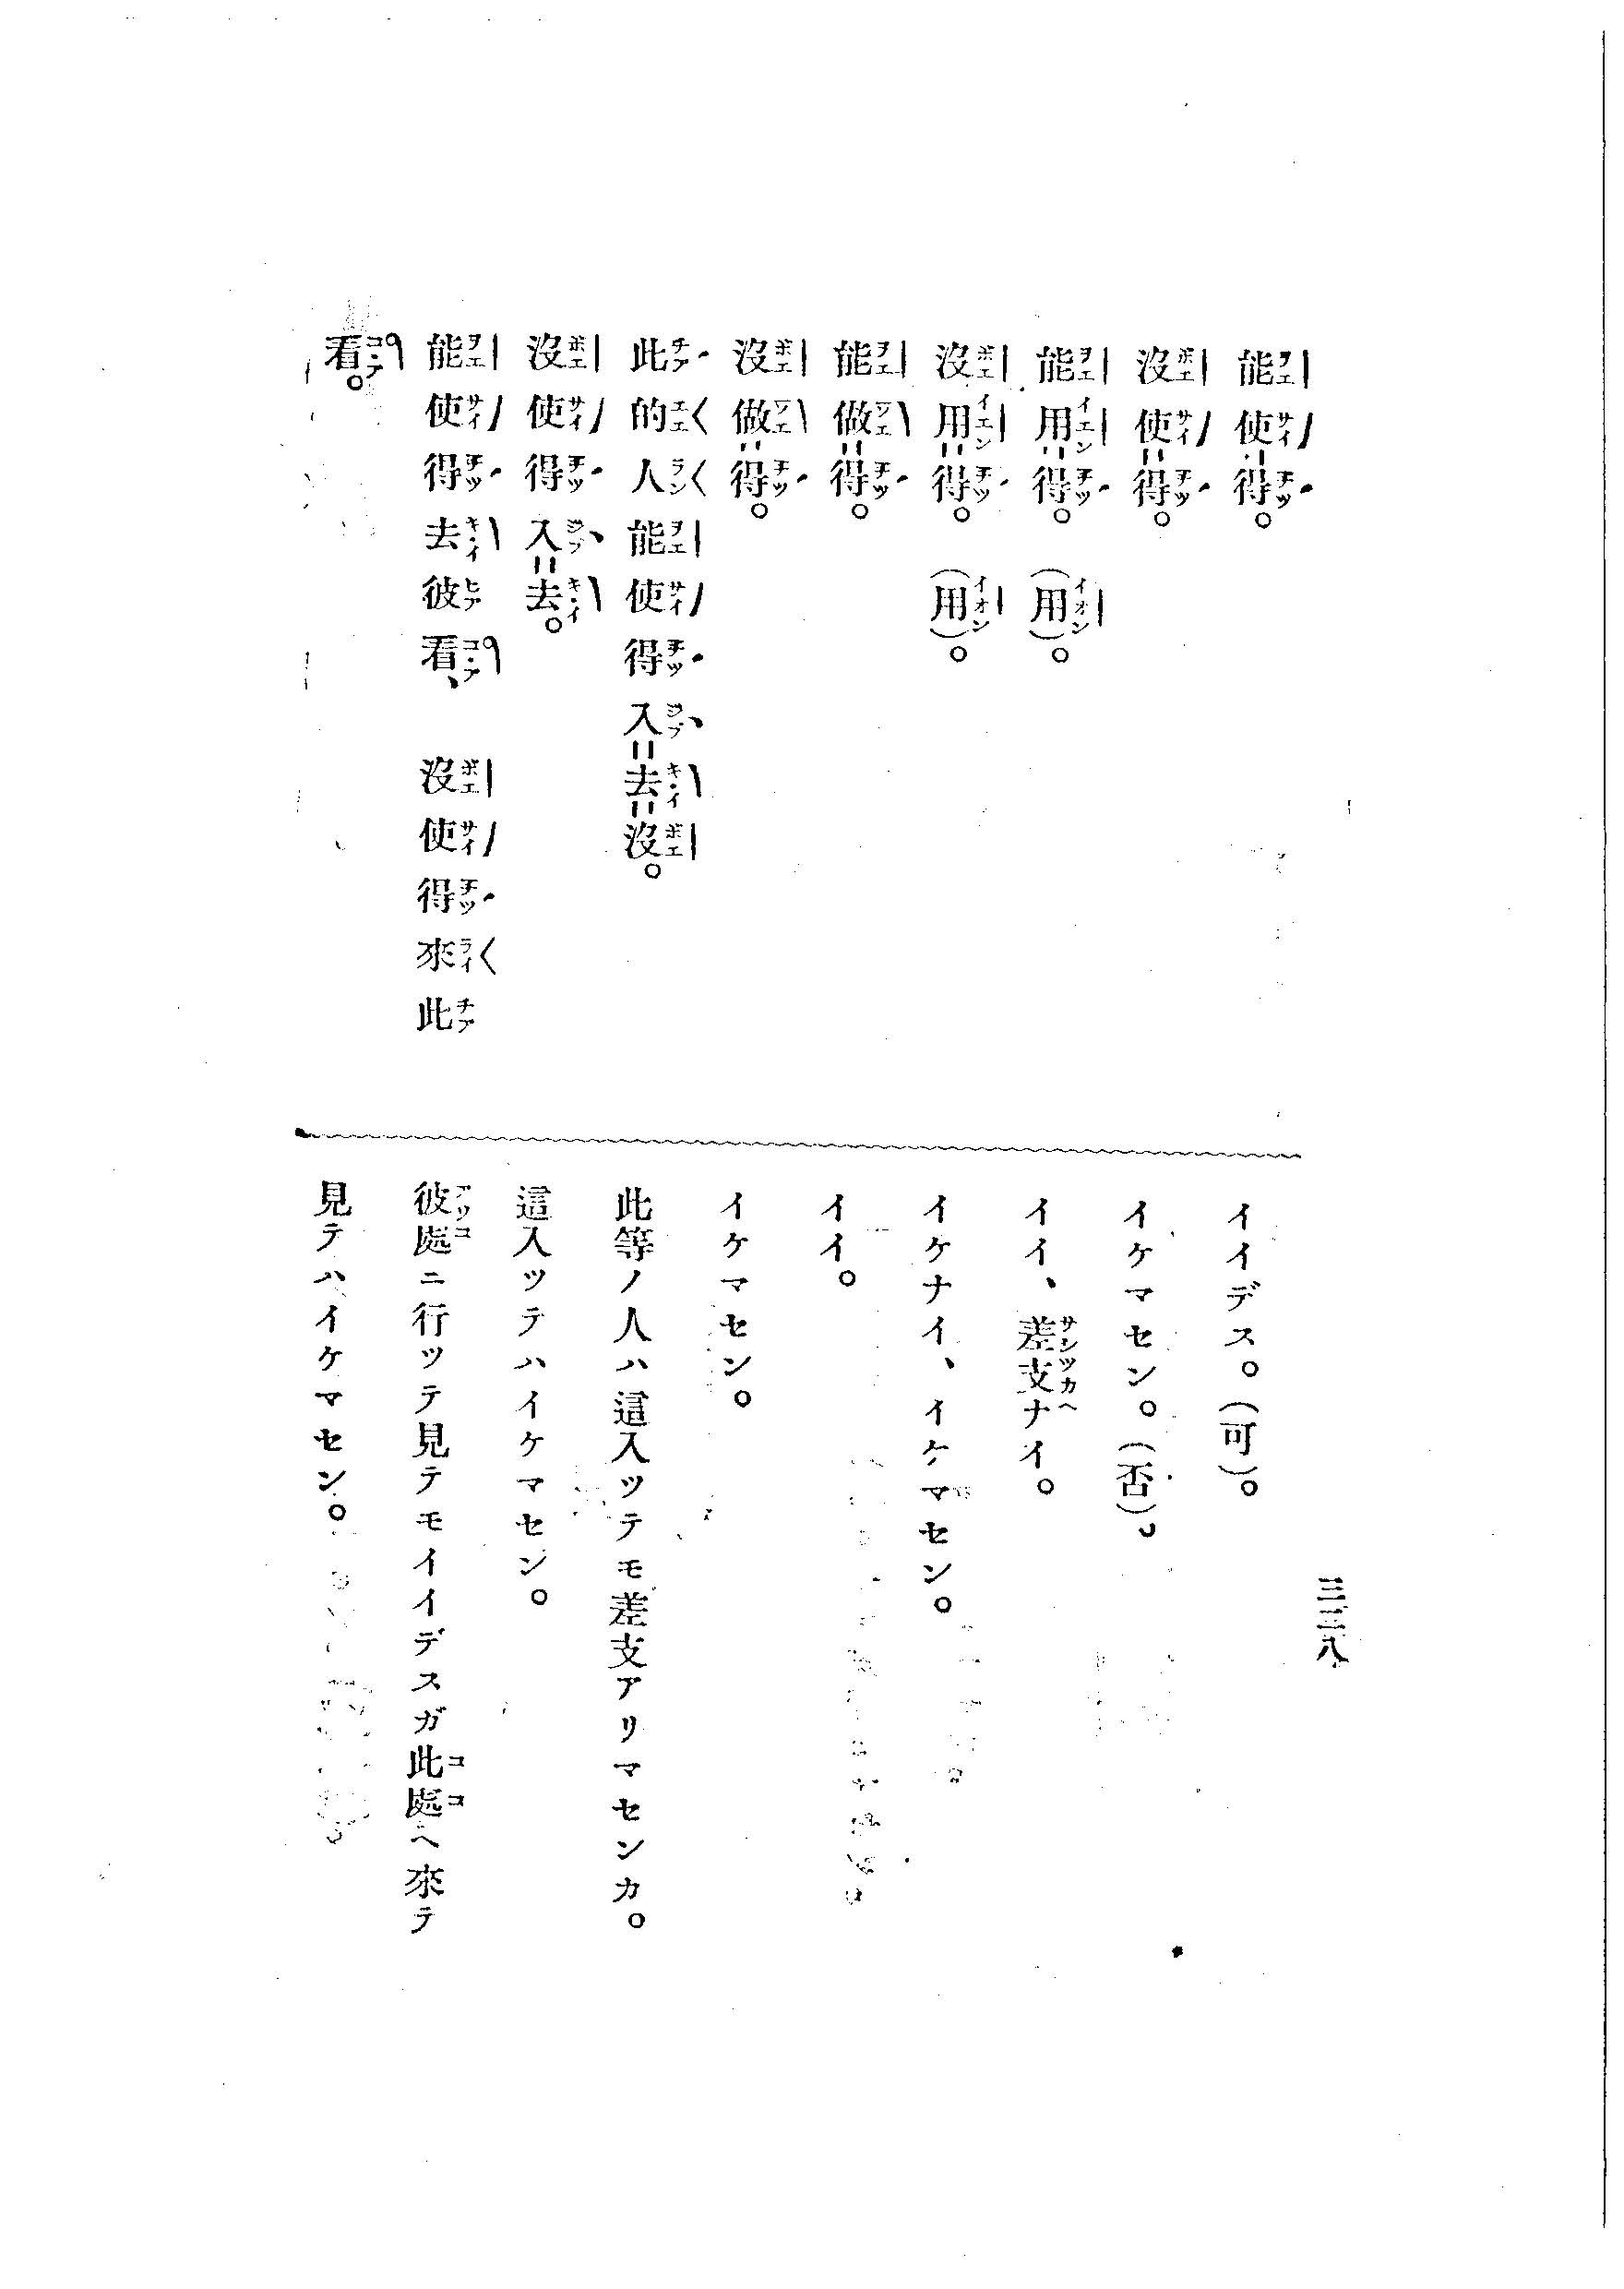 三三八
能使得。
沒使得。
能用得。（用）。
沒用得。（用）。
能做得。
沒做得。
此的人能使得入去沒。
沒使得入去。
能使得去彼看、沒使得來此
看。
イイデス。（可）。
イケマセン。（否）。
イイ、差支ナイ。
イケナイ、イケマセン。
イイ。
イケマセン。
此等ノ人ハ這入ツテモ差支アリマセンカ。
這入ツテハイケマセン。
彼處ニ行ツテ見テモイイデスガ此處ヘ來テ
見テハイケマセン。